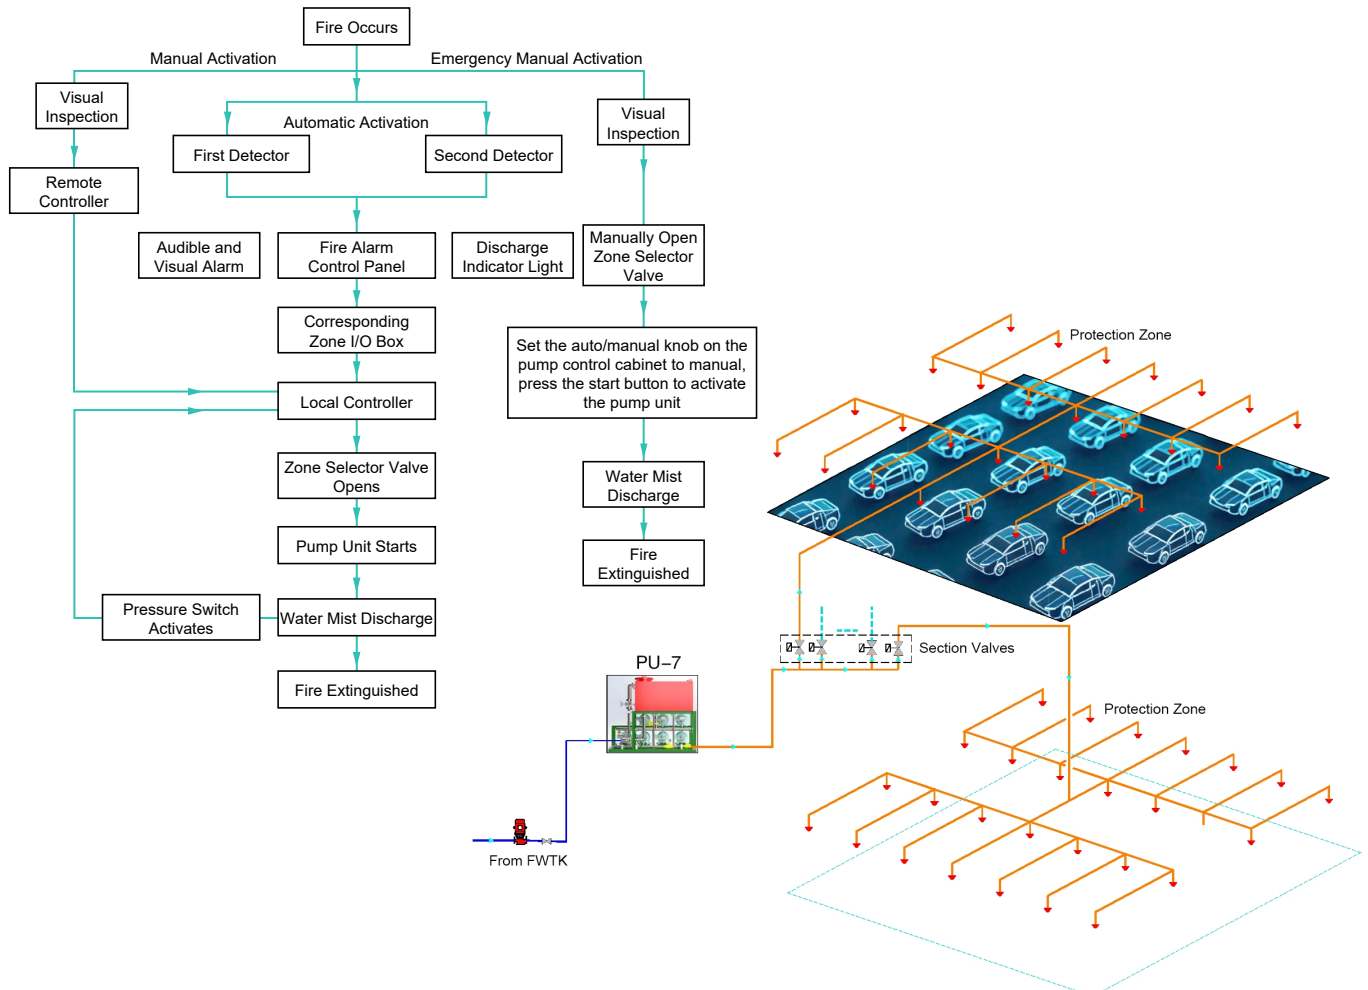 Fire Occurs
Manual Activation
Emergency Manual Activation
Visual
Inspection
Automatic Activation
First Detector
Second Detector
Visual
Inspection
Remote
Controller
Audible and
Visual Alarm
Fire Alarm
Control Panel
Discharge
Indicator Light
Manually Open
Zone Selector
Valve
Corresponding
Zone I/O Box
Set the auto/manual knob on the
pump control cabinet to manual,
press the start button to activate
the pump unit
Local Controller
Zone Selector Valve
Opens
Water Mist
Discharge
Pump Unit Starts
Fire
Extinguished
Pressure Switch
Activates
Water Mist Discharge
Fire Extinguished
Protection Zone
Section Valves
PU–7
Protection Zone
From FWTK